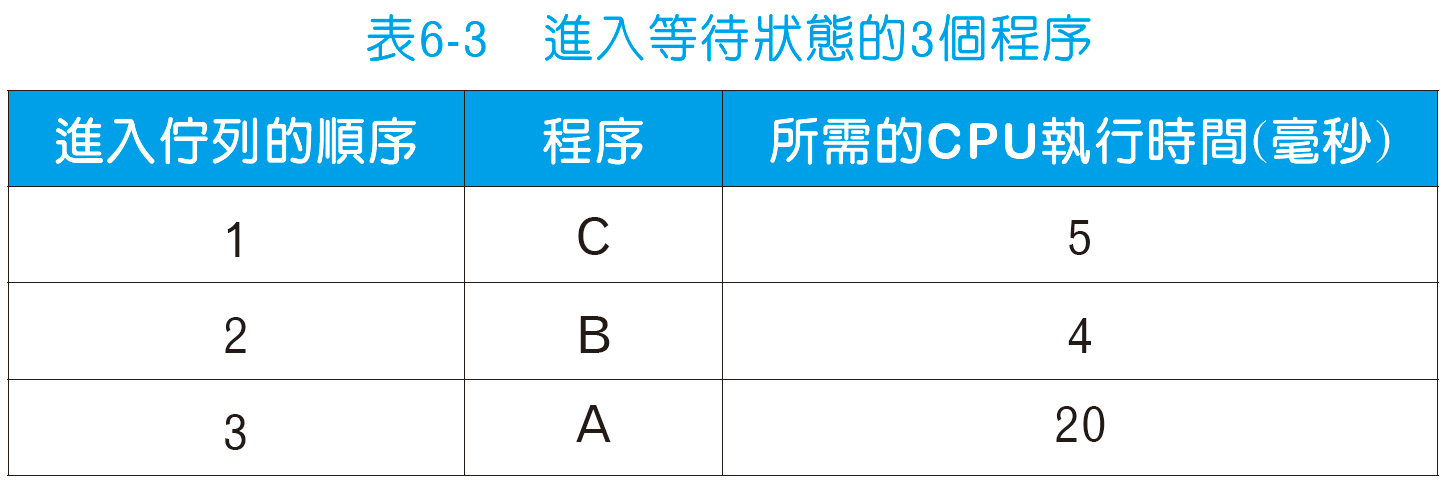 表6-3 進入等待狀態的3個程序
進入佇列的順序 程序 所需的CPU執行時間(毫秒)
1 C 5
2 B 4
3 A 20